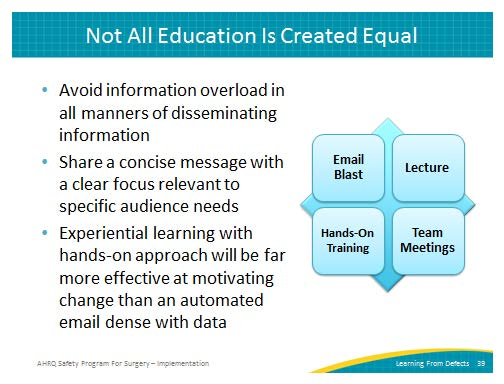 Not All Education Is Created Equal
• Avoid information overload in
all manners of disseminating
information
• Share a concise message with
a clear focus relevant to
specific audience needs
• Experiential learning with
hands-on approach will be far
more effective at motivating
change than an automated
email dense with data
Email
Blast
Lecture
Hands-On
Training
Team
Meetings
AHRQ Safety Program For Surgery – Implementation
Learning From Defects 39